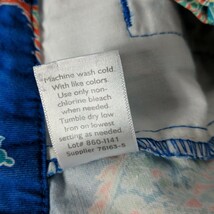 Machine wash cold.
With like colors.
Use only non-
chlorine bleach
when needed.
Tumble dry low
Iron on lowest
setting as needed.
Lot# 860-1141
Supplier 78163-6